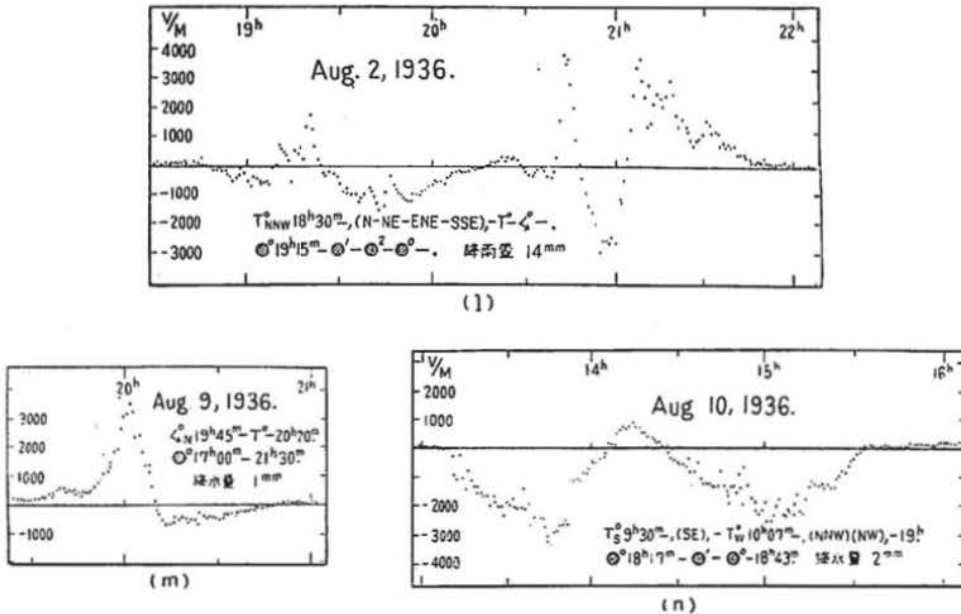 V/M 19ʰ 20ʰ 21ʰ 22ʰ
4000
3000
2000
1000
-1000
-2000
-3000
Aug. 2, 1936.
T°NNW 18ʰ30ᵐ–, (N-NE-ENE-SSE),-T°-☇°–.
◎°19ʰ15ᵐ–◎'–◎²–◎°–. 降雨量 14ᵐᵐ
(l)
20ʰ 21ʰ
3000
2000
1000
-1000
Aug. 9, 1936.
☇°N 19ʰ45ᵐ–T°–20ʰ20ᵐ
◎°17ʰ00ᵐ–21ʰ30ᵐ
降水量 1ᵐᵐ
(m)
V/M 14ʰ 15ʰ 16ʰ
2000
1000
-1000
2000
-3000
-4000
Aug 10, 1936.
T°S 9ʰ30ᵐ–, (SE), –T°W 10ʰ07ᵐ–, (NNW)(NW),-19ʰ.
◎°18ʰ17ᵐ–◎'–◎°–18ʰ43ᵐ. 降水量 2ᵐᵐ
(n)